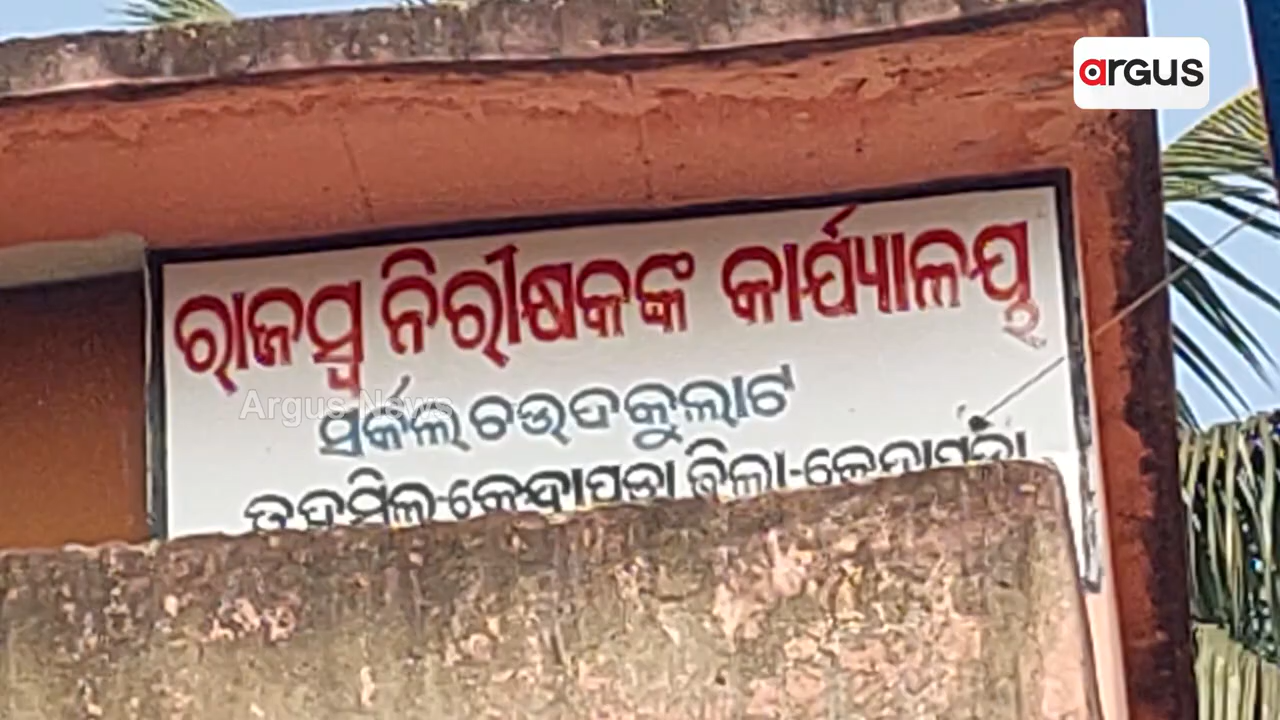 argus
ରାଜସ୍ୱ ନିରୀକ୍ଷକଙ୍କ କାର୍ଯ୍ୟାଳୟ
Argus News
ସର୍କଲ ଚଉଦକୁଲାଟ
ତହସିଲ-କେନ୍ଦ୍ରାପଡା ଜିଲା-କେନ୍ଦ୍ରାପଡା